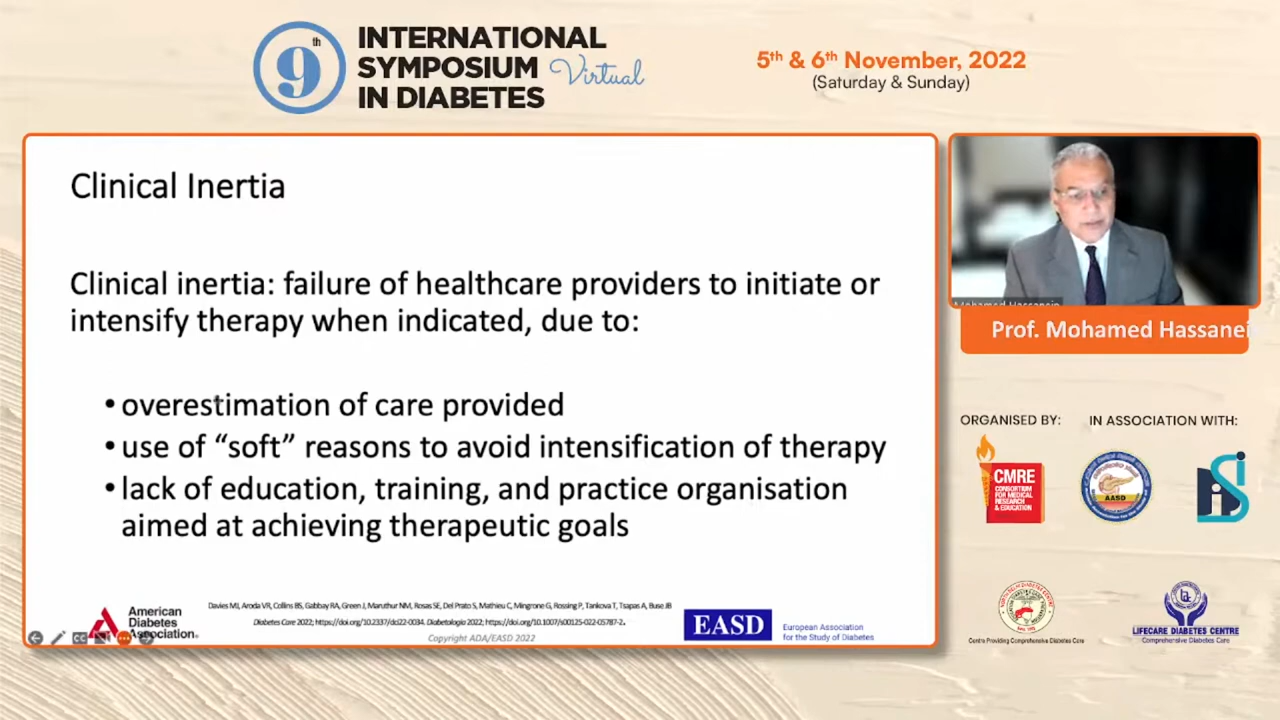 9th
INTERNATIONAL
SYMPOSIUM Virtual
IN DIABETES
5th & 6th November, 2022
(Saturday & Sunday)
Clinical Inertia
Clinical inertia: failure of healthcare providers to initiate or
intensify therapy when indicated, due to:
• overestimation of care provided
• use of “soft” reasons to avoid intensification of therapy
• lack of education, training, and practice organisation
aimed at achieving therapeutic goals
American
Diabetes
Association®
Davies MJ, Aroda VR, Collins BS, Gabbay RA, Green J, Maruthur NM, Rosas SE, Del Prato S, Mathieu C, Mingrone G, Rossing P, Tankova T, Tsapas A, Buse JB
Diabetes Care 2022; https://doi.org/10.2337/dci22-0034. Diabetologia 2022; https://doi.org/10.1007/s00125-022-05787-2.
Copyright ADA/EASD 2022
EASD
European Association
for the Study of Diabetes
Mohamed Hassanein
Prof. Mohamed Hassanei
ORGANISED BY:
IN ASSOCIATION WITH:
CMRE
CONSORTIUM
FOR MEDICAL
RESEARCH
& EDUCATION
AASD
Centre Providing Comprehensive Diabetes Care
LIFECARE DIABETES CENTRE
Comprehensive Diabetes Care